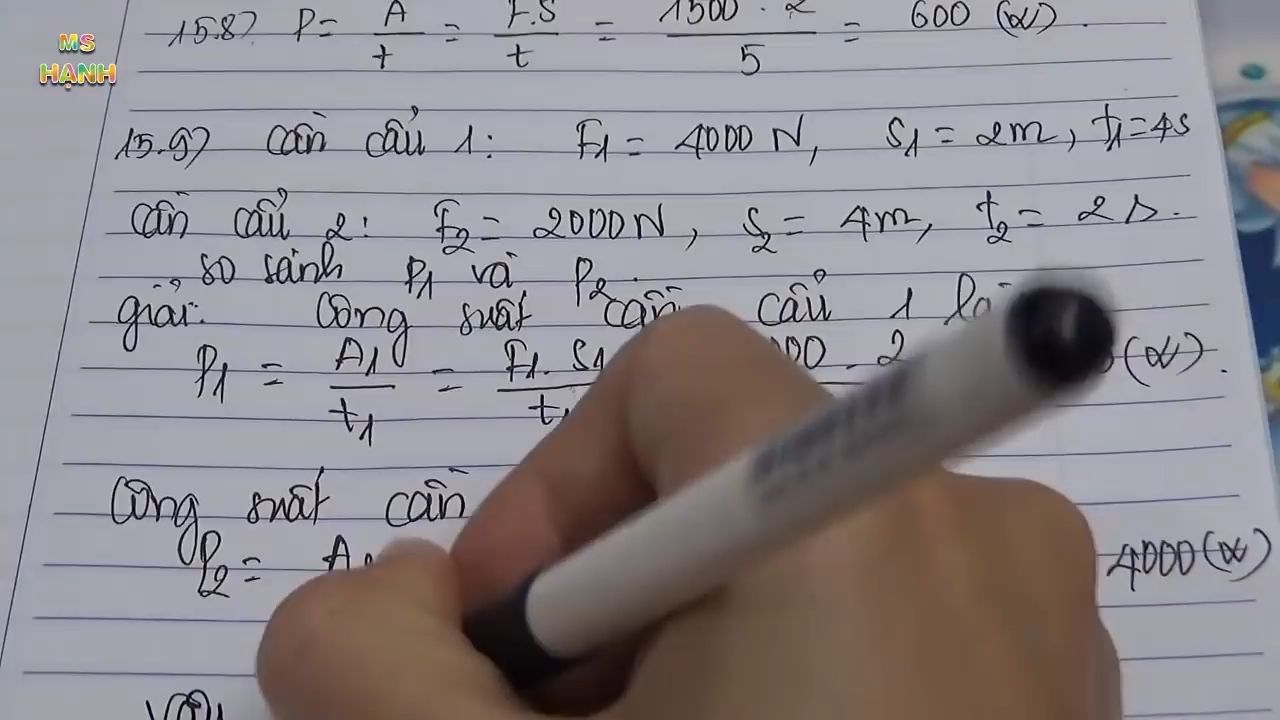 MS
HẠNH
15.8) P = A/t = F.S/t = 1500 . 2/5 = 600 (W).
15.9) Cần cẩu 1: F1 = 4000 N, S1 = 2m, t1 = 4s
Cần cẩu 2: F2 = 2000 N, S2 = 4m, t2 = 2s.
so sánh P1 và P2.
giải: Công suất cần cẩu 1 là
P1 = A1/t1 = F1. S1/t1 . 2 (W).
Công suất cần
P2 = 4000 (W)